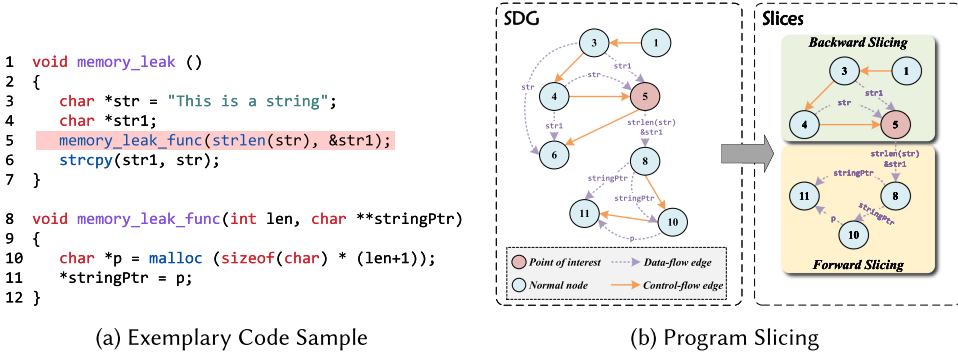 1 void memory_leak ()
2 {
3 char *str = "This is a string";
4 char *str1;
5 memory_leak_func(strlen(str), &str1);
6 strcpy(str1, str);
7 }
8 void memory_leak_func(int len, char **stringPtr)
9 {
10 char *p = malloc (sizeof(char) * (len+1));
11 *stringPtr = p;
12 }
(a) Exemplary Code Sample
SDG
3
1
str1
str
str
4
5
str1
strlen(str)
&str1
6
8
stringPtr
stringPtr
11
10
p
Point of interest
Data-flow edge
Normal node
Control-flow edge
Slices
Backward Slicing
3
1
str1
str
4
5
strlen(str)
&str1
stringPtr
11
8
stringPtr
p
10
Forward Slicing
(b) Program Slicing